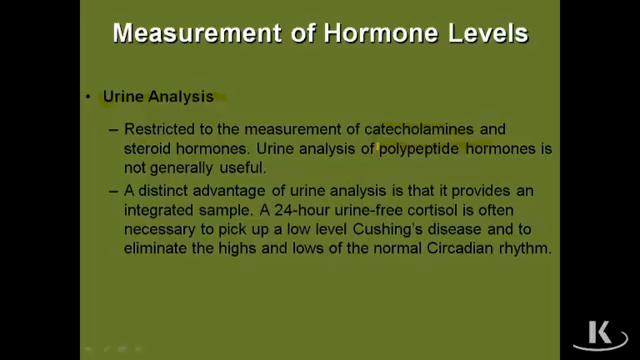 Measurement of Hormone Levels
• Urine Analysis
– Restricted to the measurement of catecholamines and
steroid hormones. Urine analysis of polypeptide hormones is
not generally useful.
– A distinct advantage of urine analysis is that it provides an
integrated sample. A 24-hour urine-free cortisol is often
necessary to pick up a low level Cushing's disease and to
eliminate the highs and lows of the normal Circadian rhythm.
K